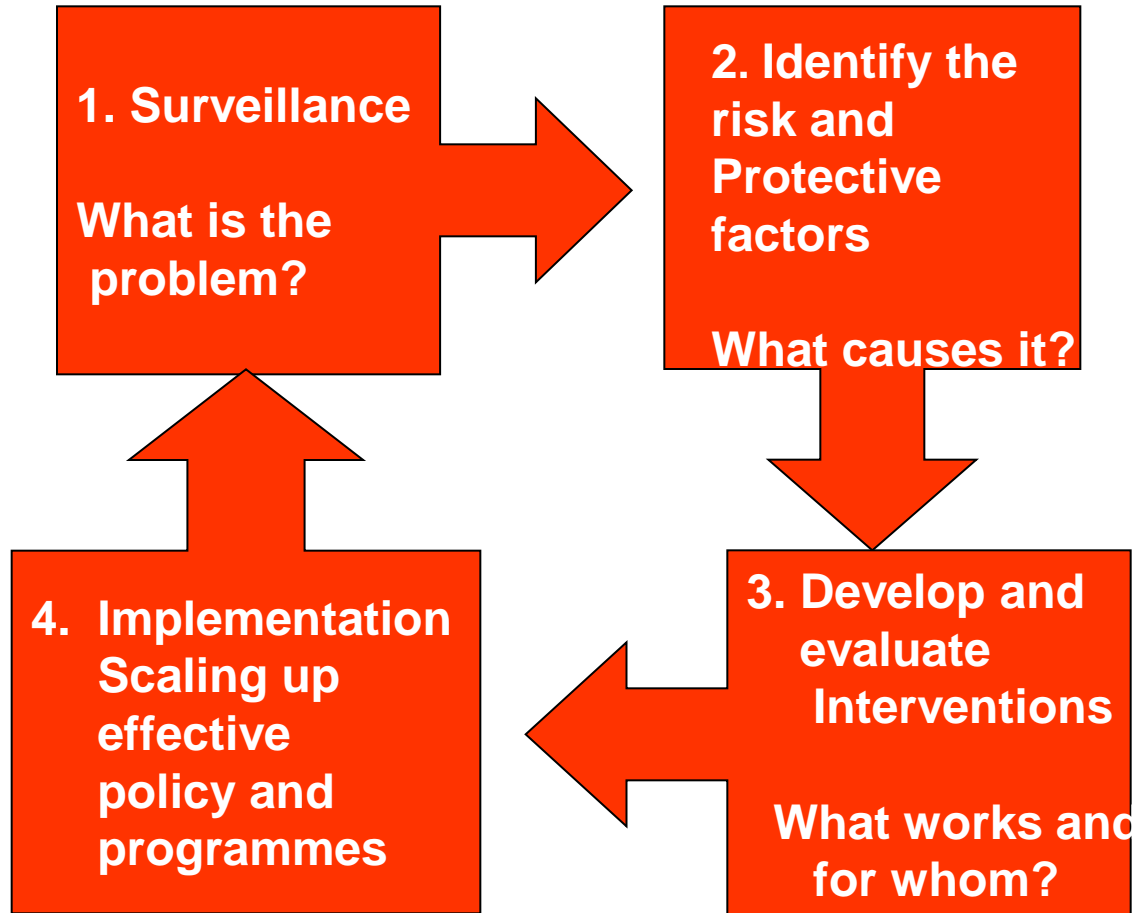 1. Surveillance
What is the
problem?
2. Identify the
risk and
Protective
factors
What causes it?
3. Develop and
evaluate
Interventions
What works and
for whom?
4. Implementation
Scaling up
effective
policy and
programmes